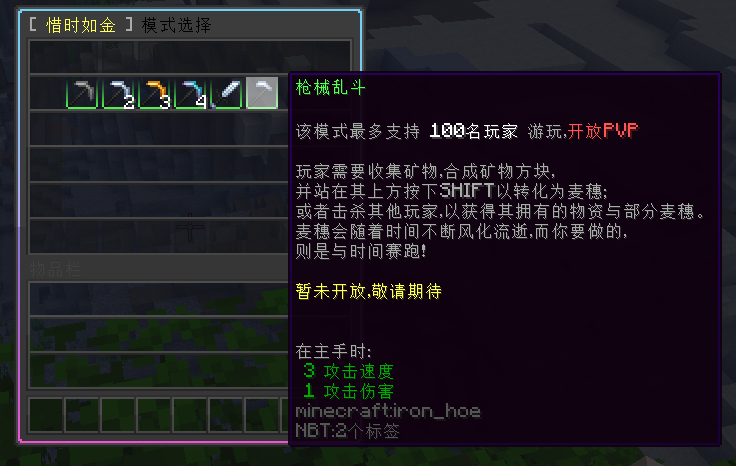 [ 惜时如金 ] 模式选择
2
3
4
枪械乱斗
该模式最多支持 100名玩家 游玩,开放PVP
玩家需要收集矿物,合成矿物方块,
并站在其上方按下SHIFT以转化为麦穗;
或者击杀其他玩家,以获得其拥有的物资与部分麦穗。
麦穗会随着时间不断风化流逝,而你要做的,
则是与时间赛跑!
暂未开放,敬请期待
物品栏
在主手时:
3 攻击速度
1 攻击伤害
minecraft:iron_hoe
NBT:2个标签